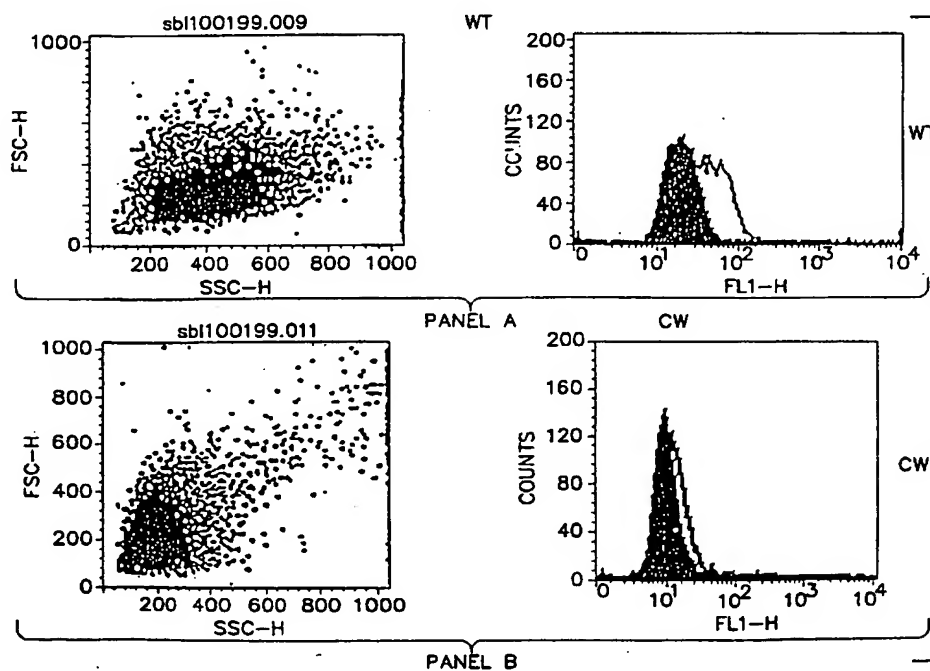 sbl100199.009
WT
1000
FSC-H
0
200 400 600 800 1000
SSC-H
200
160
120
80
40
0
COUNTS
WT
0 10¹ 10² 10³ 10⁴
FL1-H
PANEL A
sbl100199.011
CW
1000
800
600
400
200
0
FSC-H
200 400 600 800 1000
SSC-H
200
160
120
80
40
0
COUNTS
CW
0 10¹ 10² 10³ 10⁴
FL1-H
PANEL B